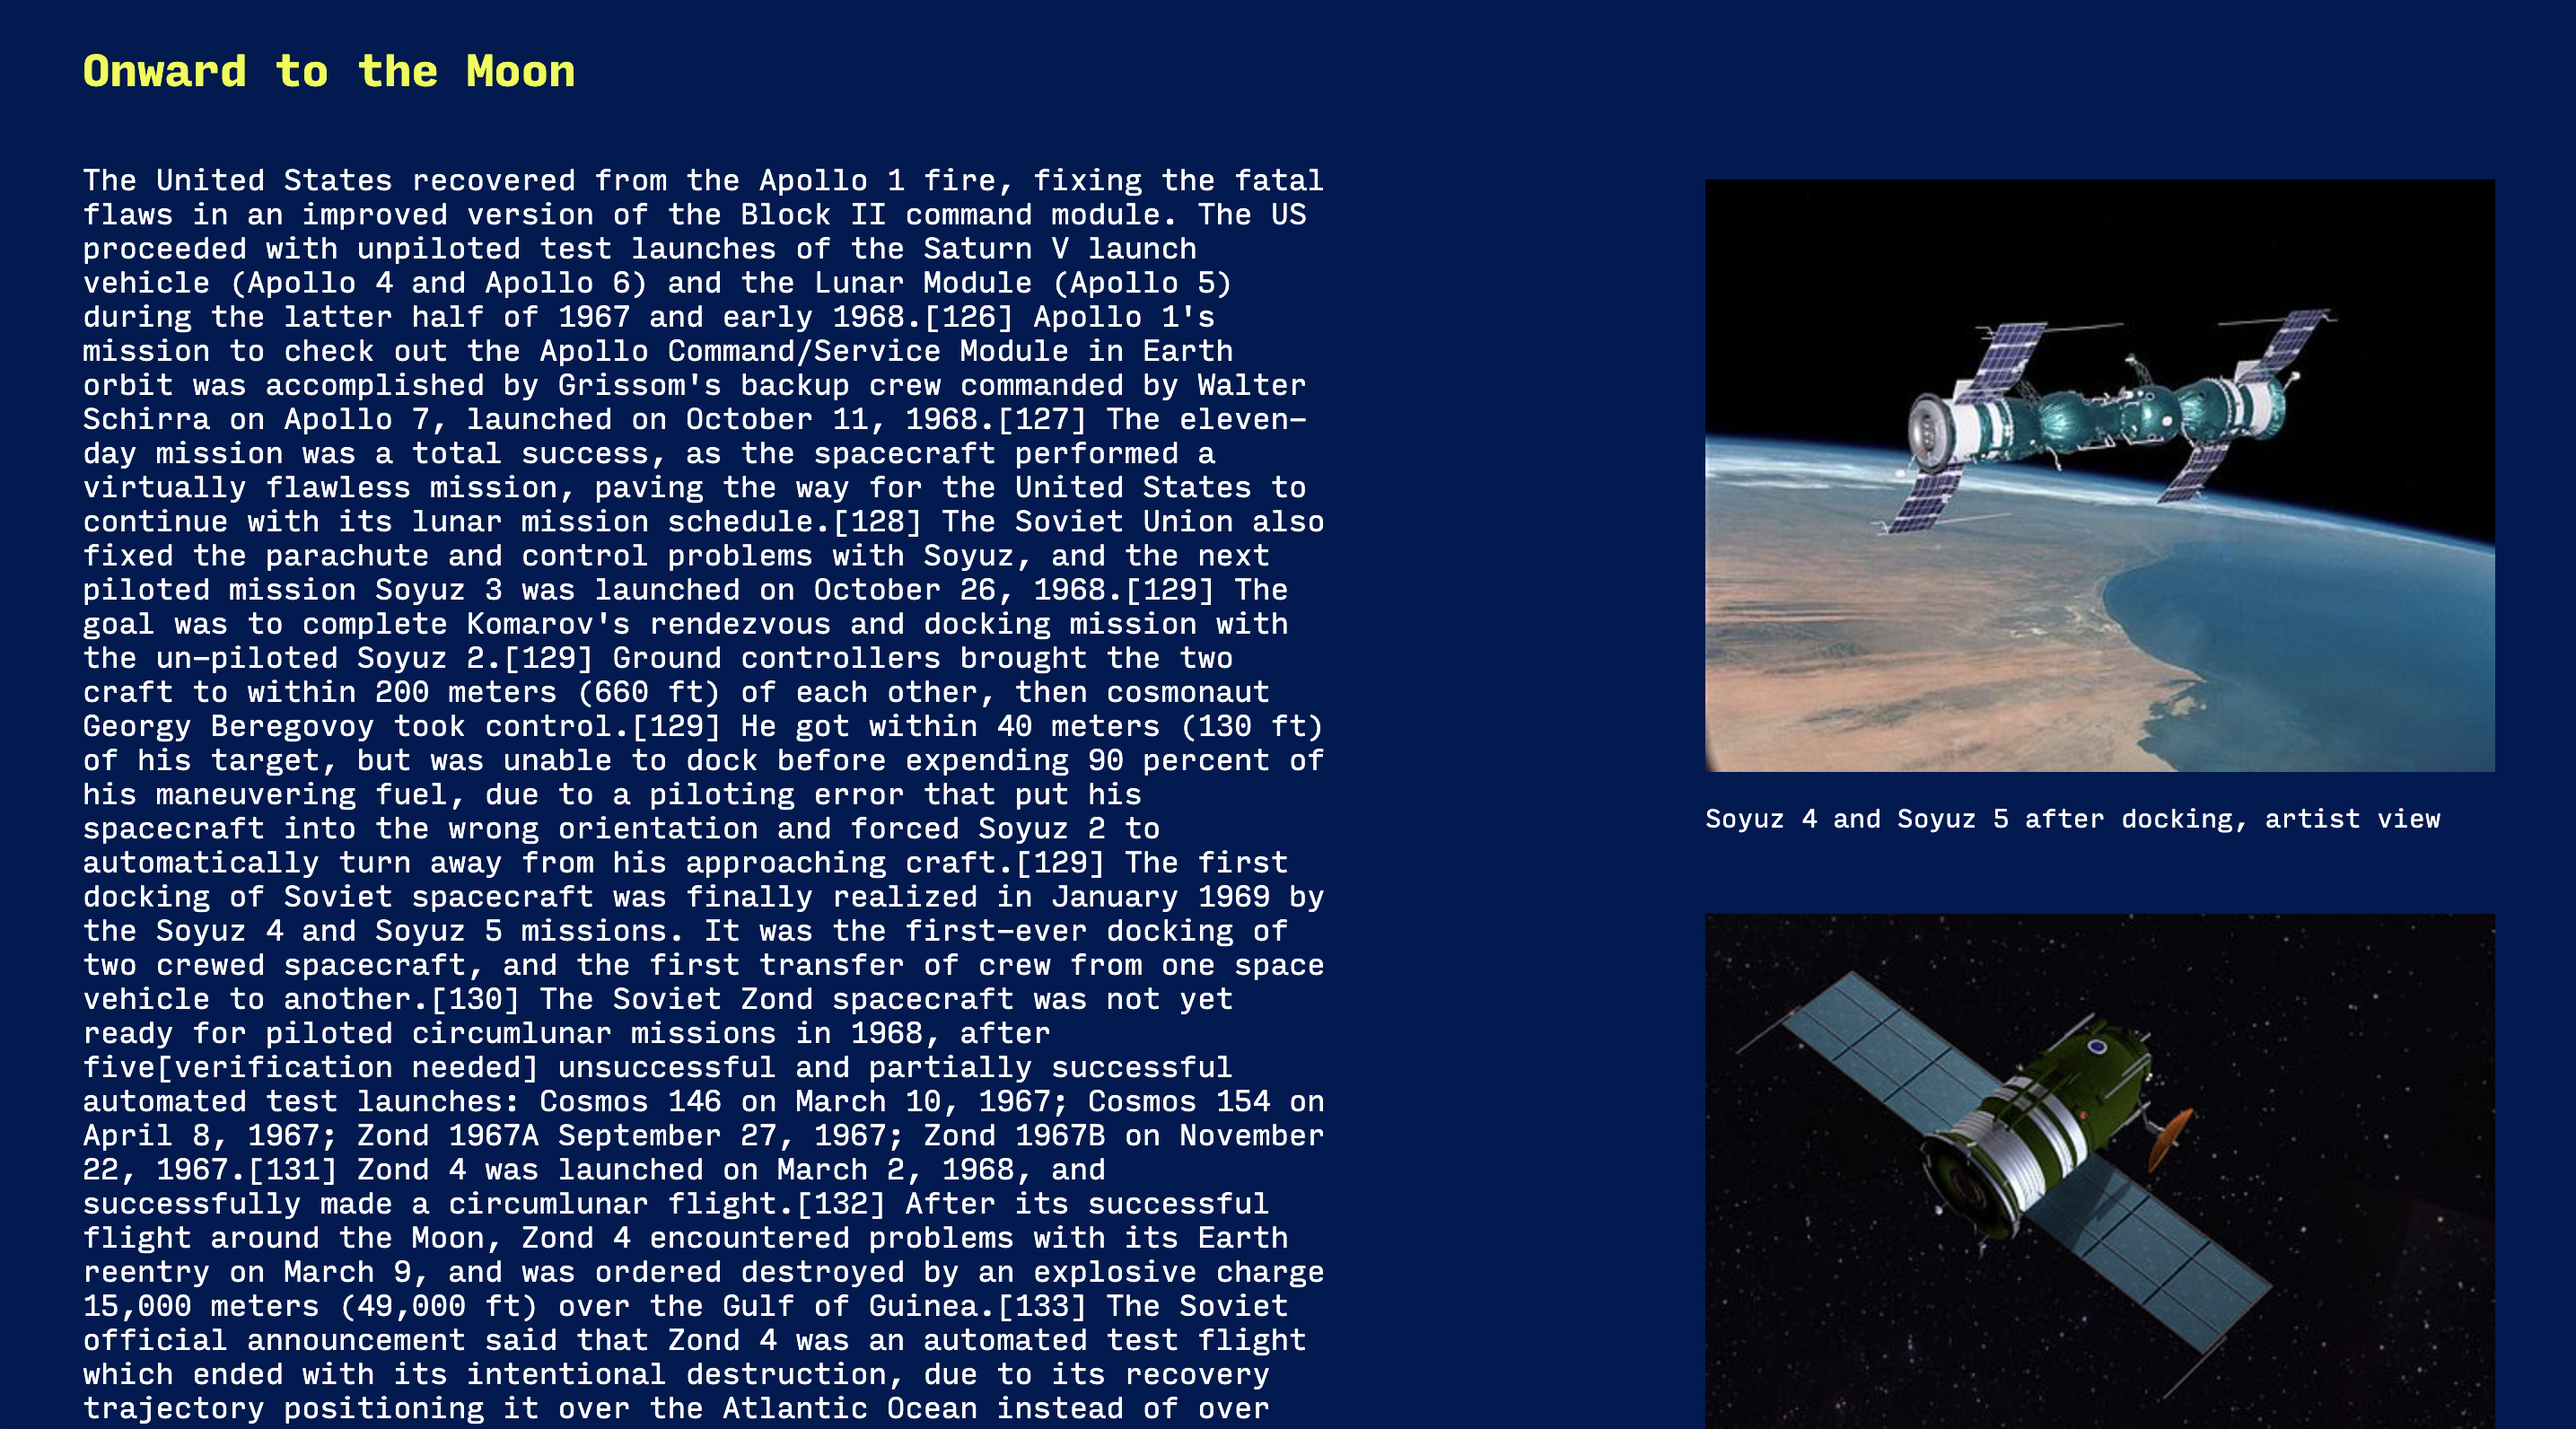 Onward to the Moon
The United States recovered from the Apollo 1 fire, fixing the fatal
flaws in an improved version of the Block II command module. The US
proceeded with unpiloted test launches of the Saturn V launch
vehicle (Apollo 4 and Apollo 6) and the Lunar Module (Apollo 5)
during the latter half of 1967 and early 1968.[126] Apollo 1's
mission to check out the Apollo Command/Service Module in Earth
orbit was accomplished by Grissom's backup crew commanded by Walter
Schirra on Apollo 7, launched on October 11, 1968.[127] The eleven-
day mission was a total success, as the spacecraft performed a
virtually flawless mission, paving the way for the United States to
continue with its lunar mission schedule.[128] The Soviet Union also
fixed the parachute and control problems with Soyuz, and the next
piloted mission Soyuz 3 was launched on October 26, 1968.[129] The
goal was to complete Komarov's rendezvous and docking mission with
the un-piloted Soyuz 2.[129] Ground controllers brought the two
craft to within 200 meters (660 ft) of each other, then cosmonaut
Georgy Beregovoy took control.[129] He got within 40 meters (130 ft)
of his target, but was unable to dock before expending 90 percent of
his maneuvering fuel, due to a piloting error that put his
spacecraft into the wrong orientation and forced Soyuz 2 to
automatically turn away from his approaching craft.[129] The first
docking of Soviet spacecraft was finally realized in January 1969 by
the Soyuz 4 and Soyuz 5 missions. It was the first-ever docking of
two crewed spacecraft, and the first transfer of crew from one space
vehicle to another.[130] The Soviet Zond spacecraft was not yet
ready for piloted circumlunar missions in 1968, after
five[verification needed] unsuccessful and partially successful
automated test launches: Cosmos 146 on March 10, 1967; Cosmos 154 on
April 8, 1967; Zond 1967A September 27, 1967; Zond 1967B on November
22, 1967.[131] Zond 4 was launched on March 2, 1968, and
successfully made a circumlunar flight.[132] After its successful
flight around the Moon, Zond 4 encountered problems with its Earth
reentry on March 9, and was ordered destroyed by an explosive charge
15,000 meters (49,000 ft) over the Gulf of Guinea.[133] The Soviet
official announcement said that Zond 4 was an automated test flight
which ended with its intentional destruction, due to its recovery
trajectory positioning it over the Atlantic Ocean instead of over
Soyuz 4 and Soyuz 5 after docking, artist view